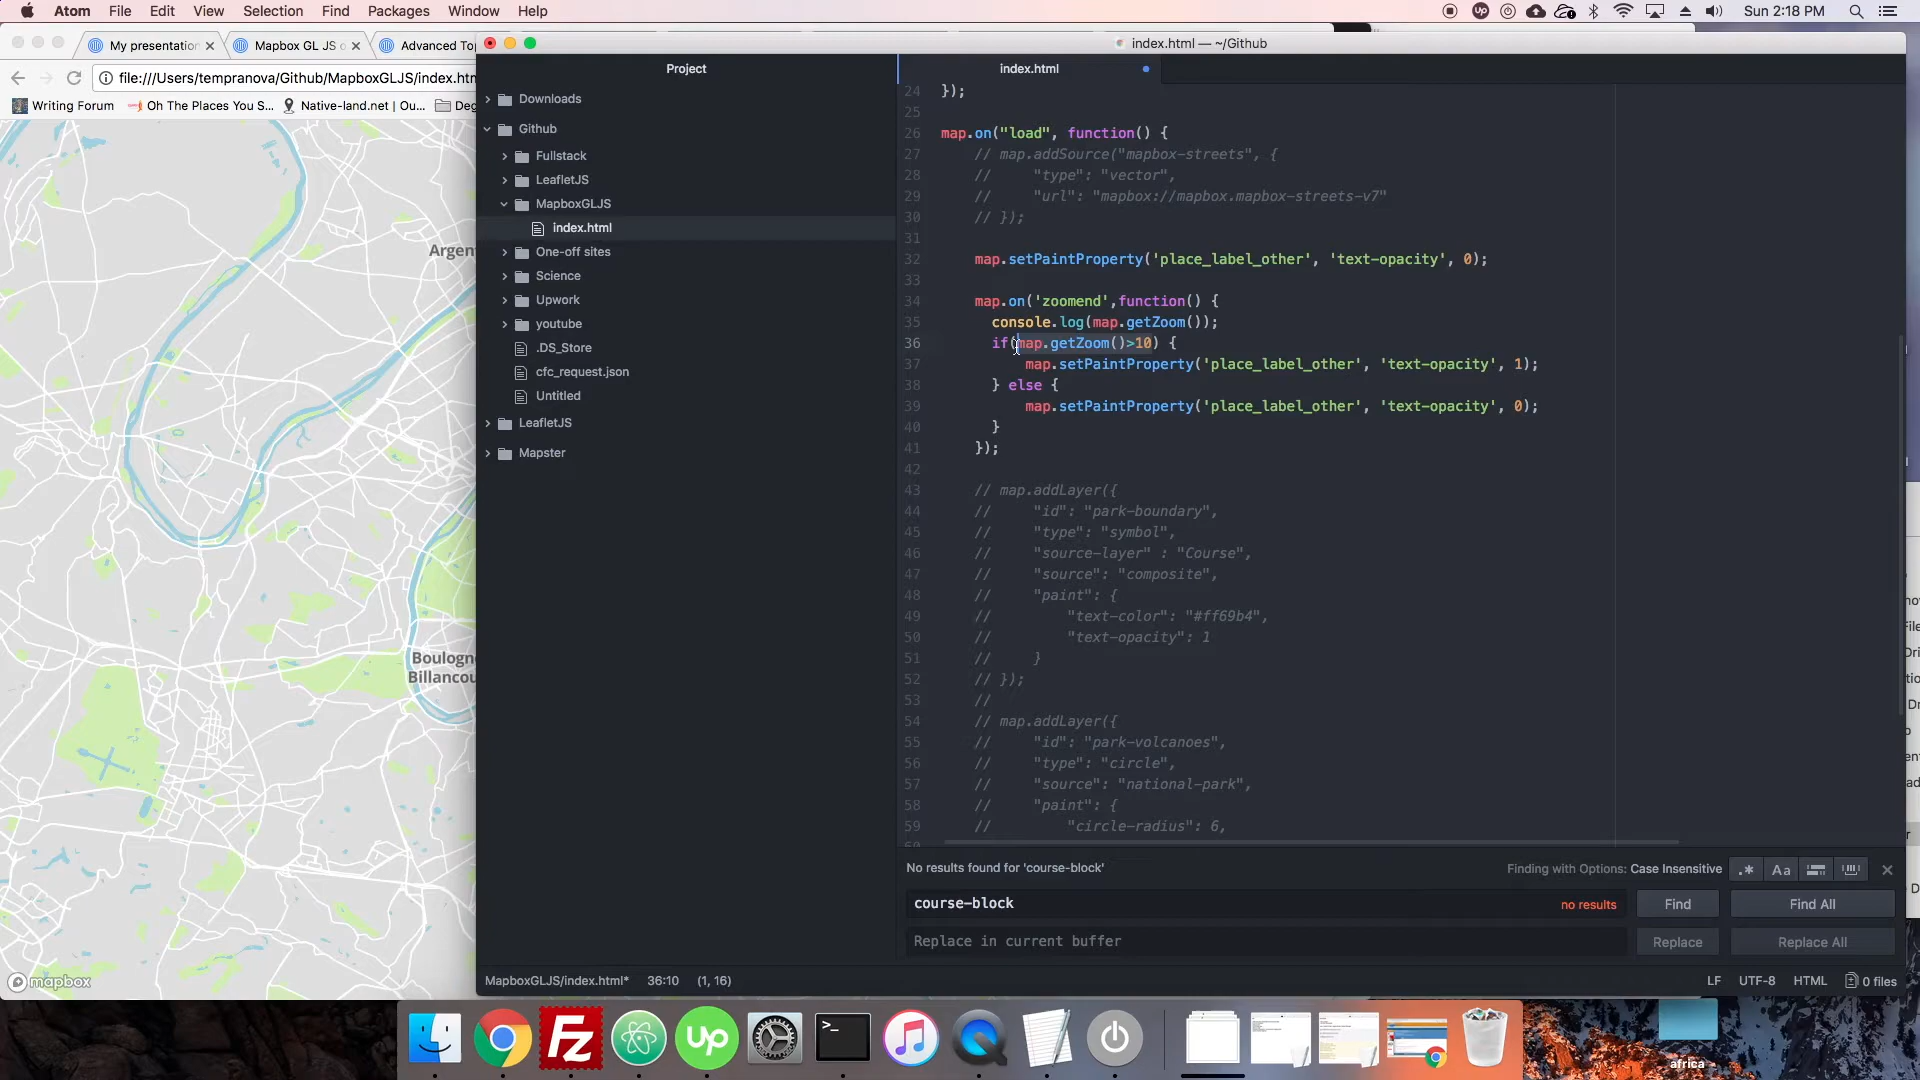 Atom File Edit View Selection Find Packages Window Help
Up
Sun 2:18 PM
My presentation
Mapbox GL JS o
Advanced Top
index.html — ~/Github
file:///Users/tempranova/Github/MapboxGLJS/index.htm
Writing Forum
Oh The Places You S...
Native-land.net | Ou...
Deg
Project
Downloads
Github
Fullstack
LeafletJS
MapboxGLJS
index.html
One-off sites
Science
Upwork
youtube
.DS_Store
cfc_request.json
Untitled
LeafletJS
Mapster
index.html
24 });
25
26 map.on("load", function() {
27 // map.addSource("mapbox-streets", {
28 // "type": "vector",
29 // "url": "mapbox://mapbox.mapbox-streets-v7"
30 // });
31
32 map.setPaintProperty('place_label_other', 'text-opacity', 0);
33
34 map.on('zoomend',function() {
35 console.log(map.getZoom());
36 if(map.getZoom()>10) {
37 map.setPaintProperty('place_label_other', 'text-opacity', 1);
38 } else {
39 map.setPaintProperty('place_label_other', 'text-opacity', 0);
40 }
41 });
42
43 // map.addLayer({
44 // "id": "park-boundary",
45 // "type": "symbol",
46 // "source-layer" : "Course",
47 // "source": "composite",
48 // "paint": {
49 // "text-color": "#ff69b4",
50 // "text-opacity": 1
51 // }
52 // });
53 //
54 // map.addLayer({
55 // "id": "park-volcanoes",
56 // "type": "circle",
57 // "source": "national-park",
58 // "paint": {
59 // "circle-radius": 6,
Argent
Boulogn
Billancou
mapbox
No results found for 'course-block'
Finding with Options: Case Insensitive
.* Aa
course-block
no results
Find
Find All
Replace in current buffer
Replace
Replace All
MapboxGLJS/index.html*
36:10
(1, 16)
LF
UTF-8
HTML
0 files
Fz
Up
>_
africa